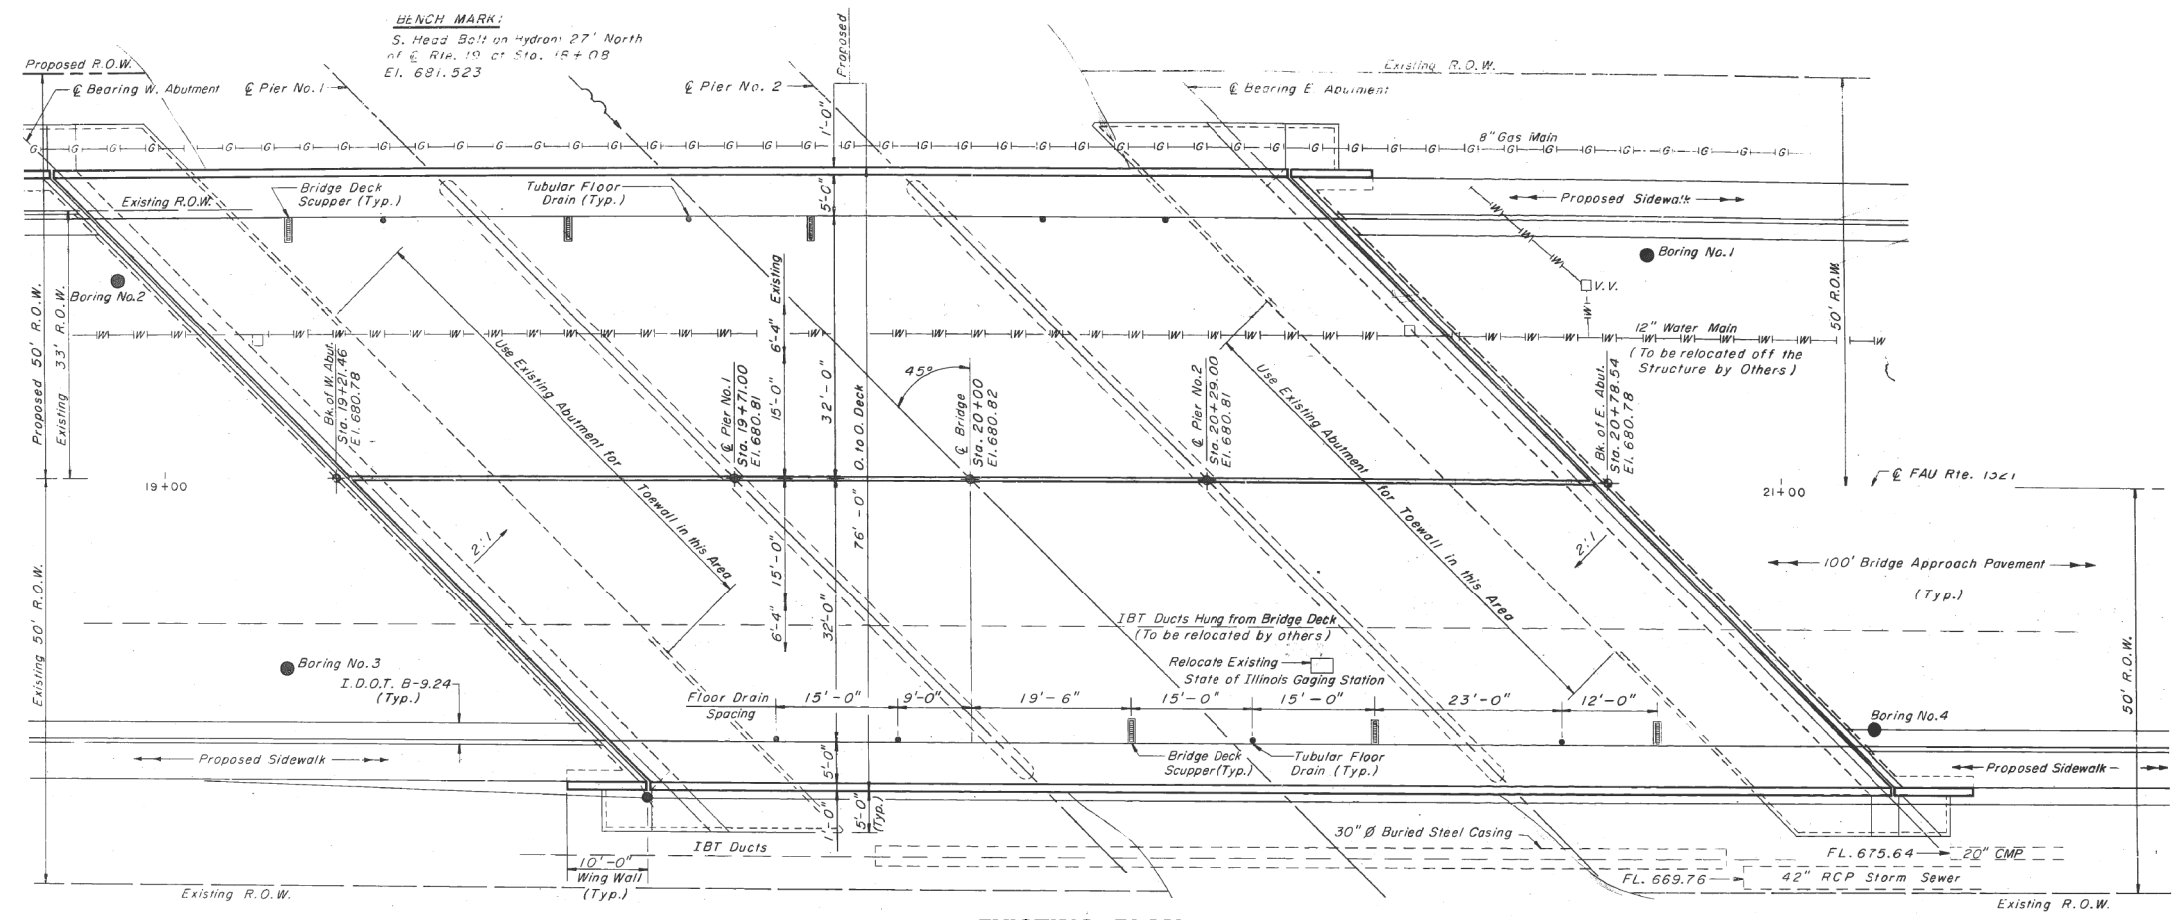 BENCH MARK:
S. Head Bolt on Hydrant 27' North
of ℄ Rte. 19 at Sta. 18+08
El. 681.523
Proposed
Proposed R.O.W.
℄ Bearing W. Abutment
℄ Pier No. 1
℄ Pier No. 2
Existing R.O.W.
℄ Bearing E. Abutment
1'-0"
8" Gas Main
G
Bridge Deck
Scupper (Typ.)
Tubular Floor
Drain (Typ.)
5'-0"
Existing R.O.W.
Proposed Sidewalk
Boring No.1
V.V.
Boring No.2
12" Water Main
(To be relocated off the
Structure by Others)
W
50' R.O.W.
Proposed 50' R.O.W.
Existing 33' R.O.W.
Bk. of W. Abut.
Sta. 19+21.46
El. 680.78
Use Existing Abutment for
Toewall in this Area
℄ Pier No.1
Sta. 19+71.00
El. 680.81
Existing
6'-4"
15'-0"
32'-0"
76'-0" O. to O. Deck
45°
℄ Bridge
Sta. 20+00
El. 680.82
℄ Pier No.2
Sta. 20+29.00
El. 680.81
Use Existing Abutment for
Toewall in this Area
Bk. of E. Abut.
Sta. 20+78.54
El. 680.78
19+00
21+00
℄ FAU Rte. 1321
2:1
2:1
15'-0"
6'-4"
32'-0"
100' Bridge Approach Pavement
(Typ.)
Existing 50' R.O.W.
50' R.O.W.
IBT Ducts Hung from Bridge Deck
(To be relocated by others)
Relocate Existing
State of Illinois Gaging Station
Boring No.3
I.D.O.T. B-9.24
(Typ.)
Floor Drain
Spacing
15'-0"
9'-0"
19'-6"
15'-0"
15'-0"
23'-0"
12'-0"
Boring No.4
Proposed Sidewalk
5'-0"
Bridge Deck
Scupper (Typ.)
Tubular Floor
Drain (Typ.)
Proposed Sidewalk
1'-0"
5'-0"
(Typ.)
30" Ø Buried Steel Casing
IBT Ducts
10'-0"
Wing Wall
(Typ.)
FL. 675.64
20" CMP
FL. 669.76
42" RCP Storm Sewer
Existing R.O.W.
Existing R.O.W.